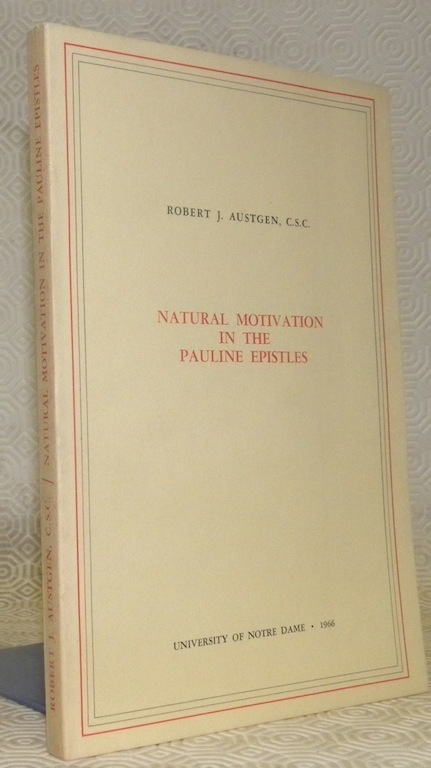 ROBERT J. AUSTGEN, C.S.C.
NATURAL MOTIVATION
IN THE
PAULINE EPISTLES
UNIVERSITY OF NOTRE DAME • 1966
ROBERT J. AUSTGEN, C.S.C. / NATURAL MOTIVATION IN THE PAULINE EPISTLES